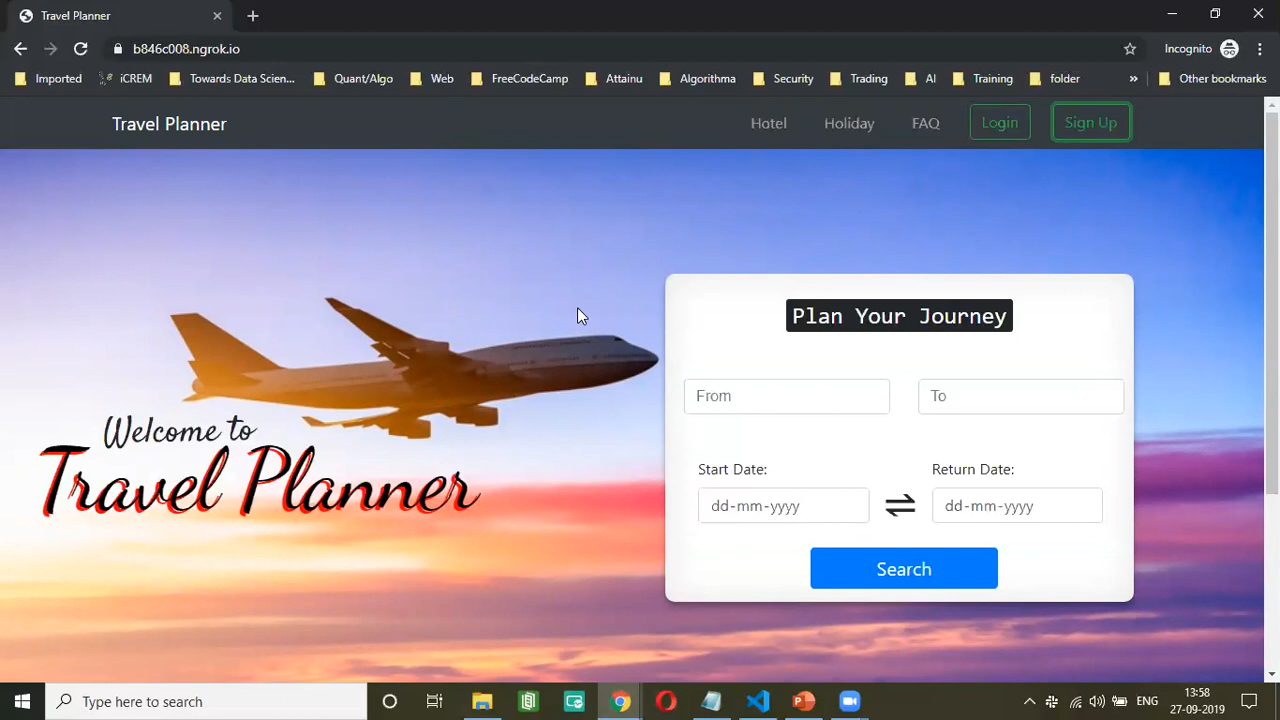 Travel Planner
b846c008.ngrok.io
Incognito
Imported iCREM Towards Data Scien... Quant/Algo Web FreeCodeCamp Attainu Algorithma Security Trading AI Training folder » Other bookmarks
Travel Planner Hotel Holiday FAQ Login Sign Up
Plan Your Journey
From To
Welcome to
Travel Planner
Start Date: Return Date:
dd-mm-yyyy dd-mm-yyyy
Search
Type here to search
ENG
13:58
27-09-2019